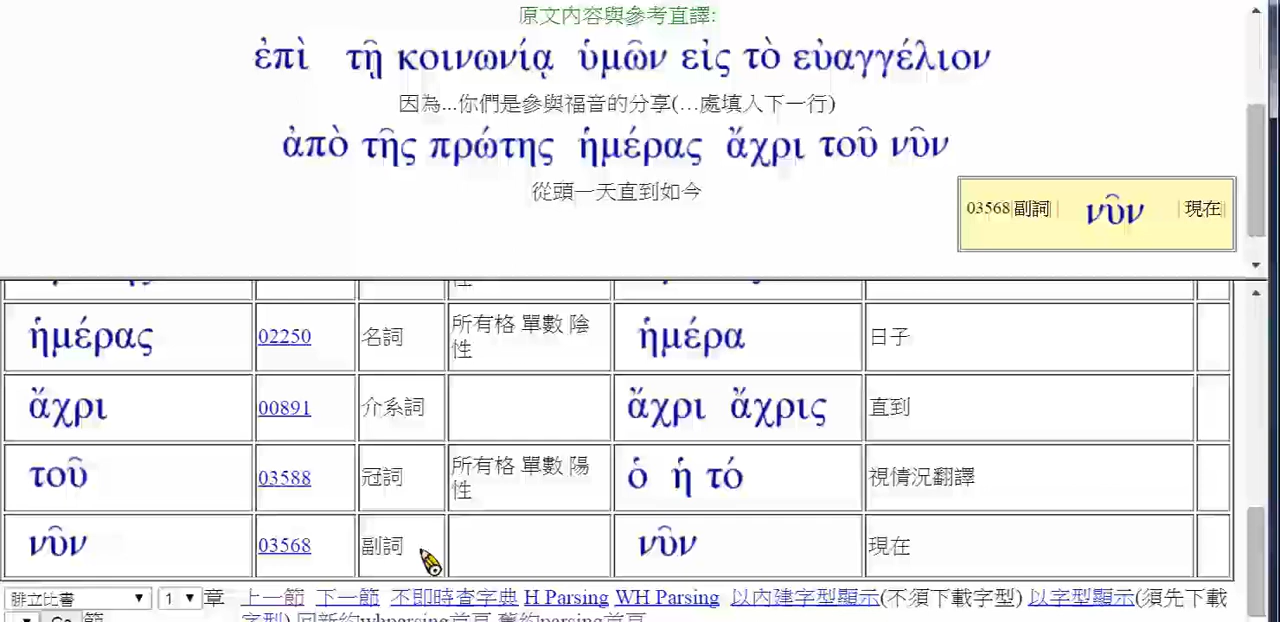 原文內容與參考直譯:
ἐπὶ τῇ κοινωνίᾳ ὑμῶν εἰς τὸ εὐαγγέλιον
因為...你們是參與福音的分享(…處填入下一行)
ἀπὸ τῆς πρώτης ἡμέρας ἄχρι τοῦ νῦν
從頭一天直到如今
03568 副詞 νῦν 現在
ἡμέρας 02250 名詞 所有格 單數 陰性 ἡμέρα 日子
ἄχρι 00891 介系詞 ἄχρι ἄχρις 直到
τοῦ 03588 冠詞 所有格 單數 陽性 ὁ ἡ τό 視情況翻譯
νῦν 03568 副詞 νῦν 現在
腓立比書 1 章 上一節 下一節 不即時查字典 H Parsing WH Parsing 以內建字型顯示(不須下載字型) 以字型顯示(須先下載